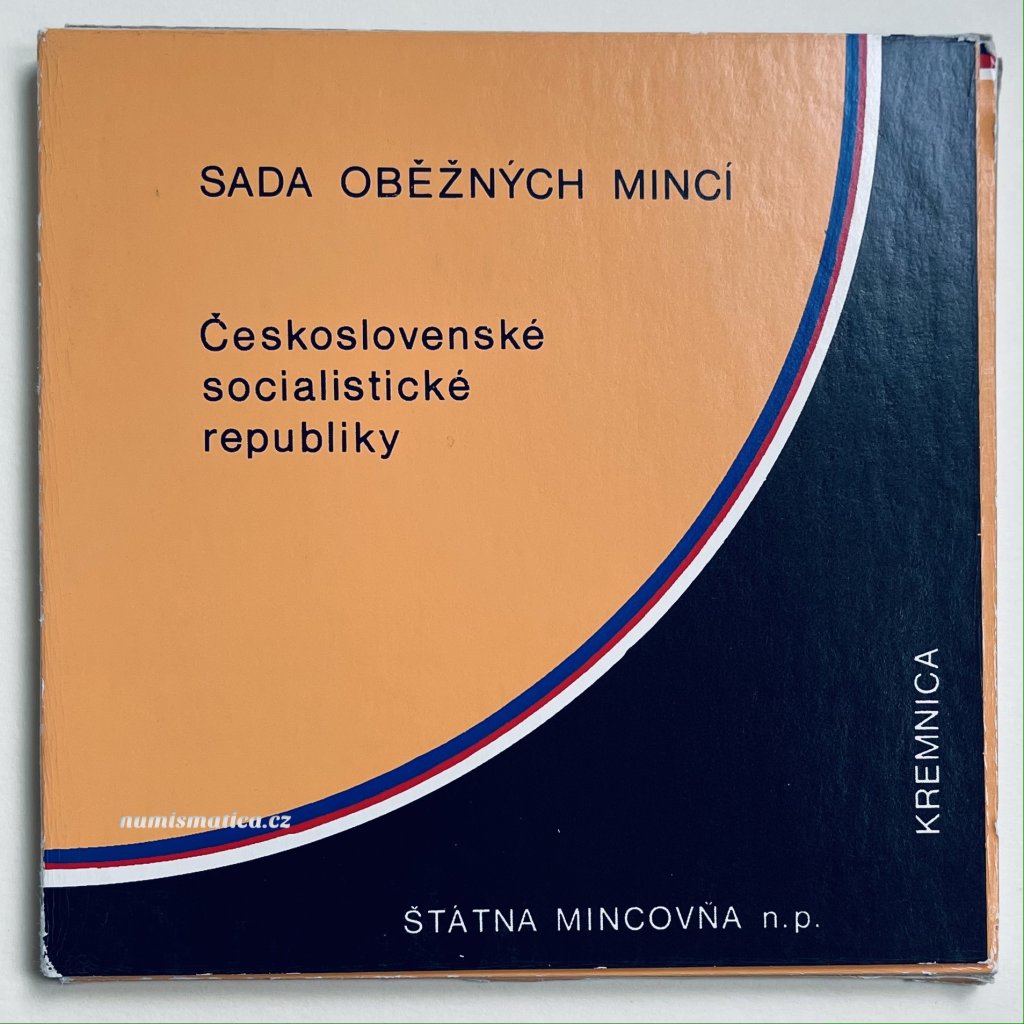 SADA OBĚŽNÝCH MINCÍ
Československé
socialistické
republiky
KREMNICA
numismatica.cz
ŠTÁTNA MINCOVŇA n.p.